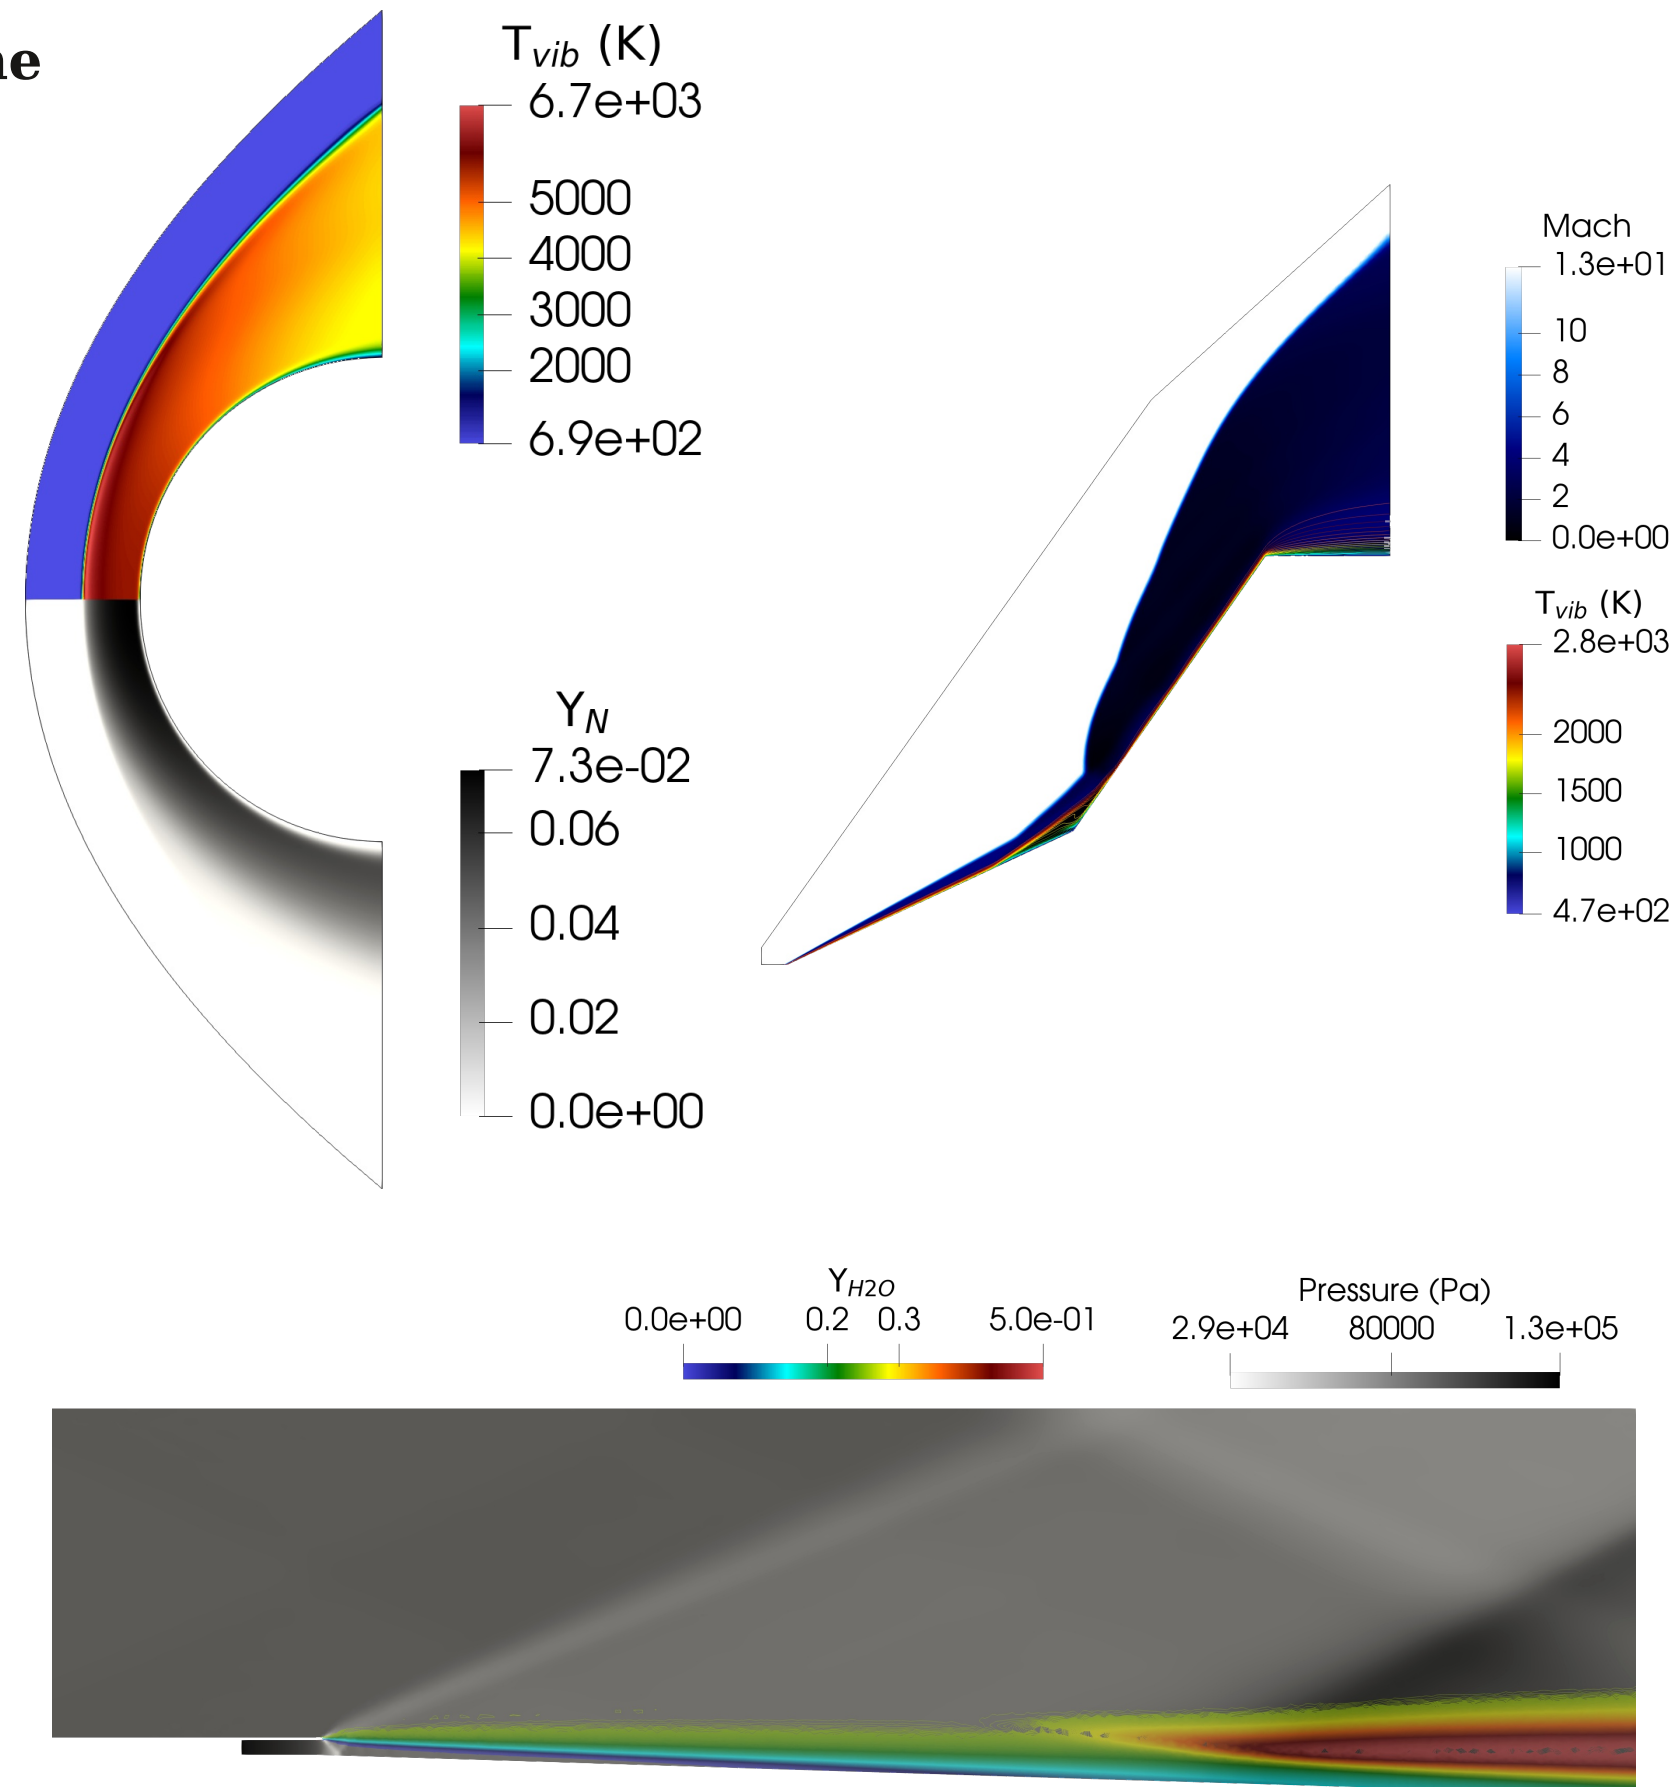 T_vib (K)
6.7e+03
5000
4000
3000
2000
6.9e+02
Y_N
7.3e-02
0.06
0.04
0.02
0.0e+00
Mach
1.3e+01
10
8
6
4
2
0.0e+00
T_vib (K)
2.8e+03
2000
1500
1000
4.7e+02
Y_H2O
0.0e+00 0.2 0.3 5.0e-01
Pressure (Pa)
2.9e+04 80000 1.3e+05